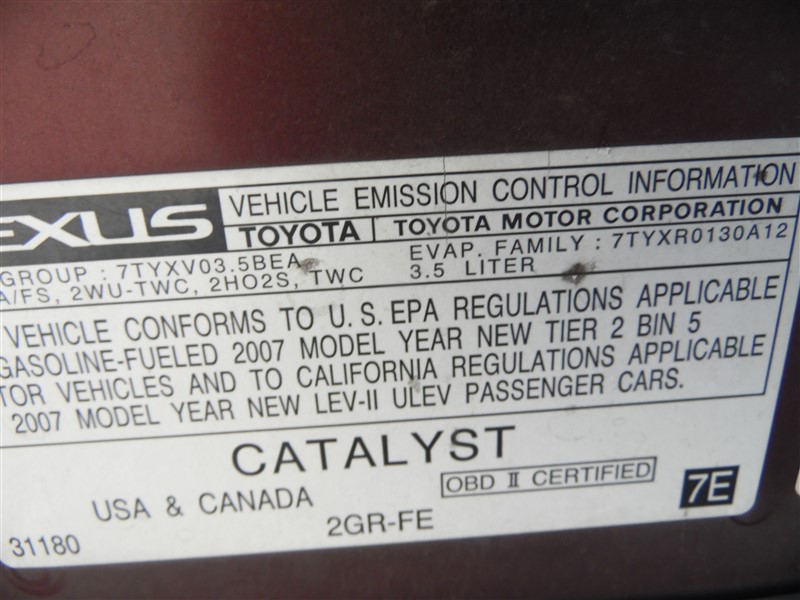 EXUS VEHICLE EMISSION CONTROL INFORMATION
TOYOTA TOYOTA MOTOR CORPORATION
GROUP : 7TYXV03.5BEA EVAP. FAMILY : 7TYXR0130A12
A/FS, 2WU-TWC, 2HO2S, TWC 3.5 LITER
VEHICLE CONFORMS TO U.S. EPA REGULATIONS APPLICABLE
GASOLINE-FUELED 2007 MODEL YEAR NEW TIER 2 BIN 5
TOR VEHICLES AND TO CALIFORNIA REGULATIONS APPLICABLE
2007 MODEL YEAR NEW LEV-II ULEV PASSENGER CARS.
CATALYST
USA & CANADA OBD II CERTIFIED 7E
31180 2GR-FE